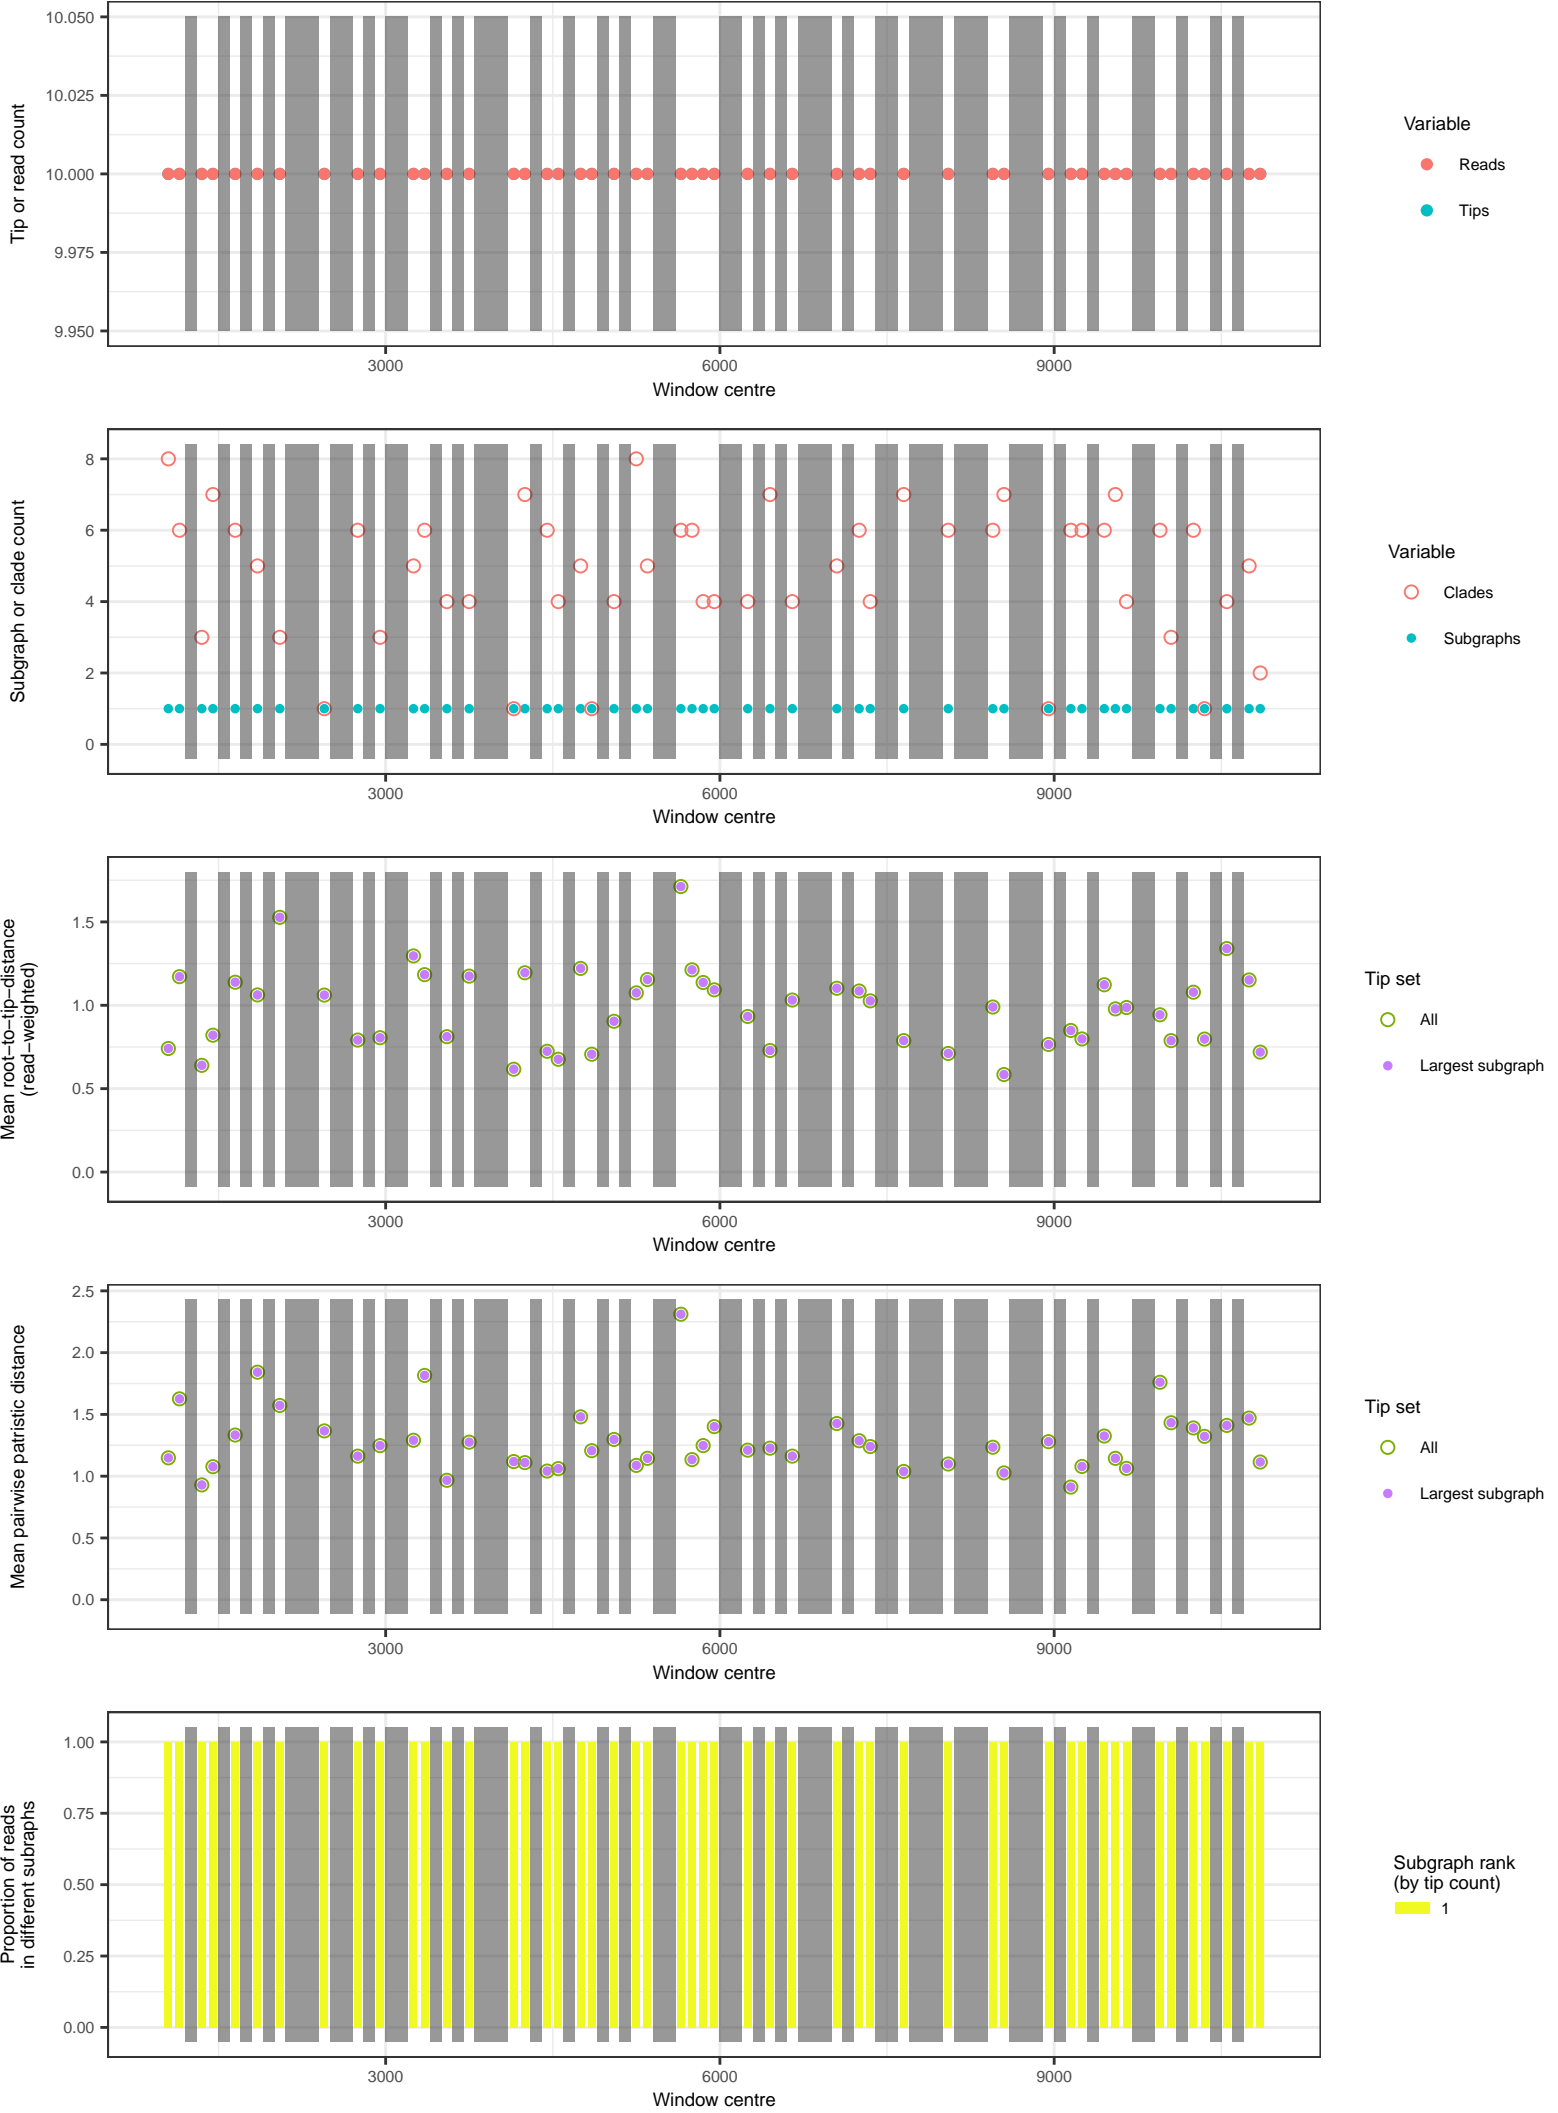 10.050
10.025
10.000
9.975
9.950
Tip or read count
3000
6000
9000
Window centre
Variable
Reads
Tips
8
6
4
2
0
Subgraph or clade count
3000
6000
9000
Window centre
Variable
Clades
Subgraphs
1.5
1.0
0.5
0.0
Mean root−to−tip−distance
(read−weighted)
3000
6000
9000
Window centre
Tip set
All
Largest subgraph
2.5
2.0
1.5
1.0
0.5
0.0
Mean pairwise patristic distance
3000
6000
9000
Window centre
Tip set
All
Largest subgraph
1.00
0.75
0.50
0.25
0.00
Proportion of reads
in different subraphs
3000
6000
9000
Window centre
Subgraph rank
(by tip count)
1